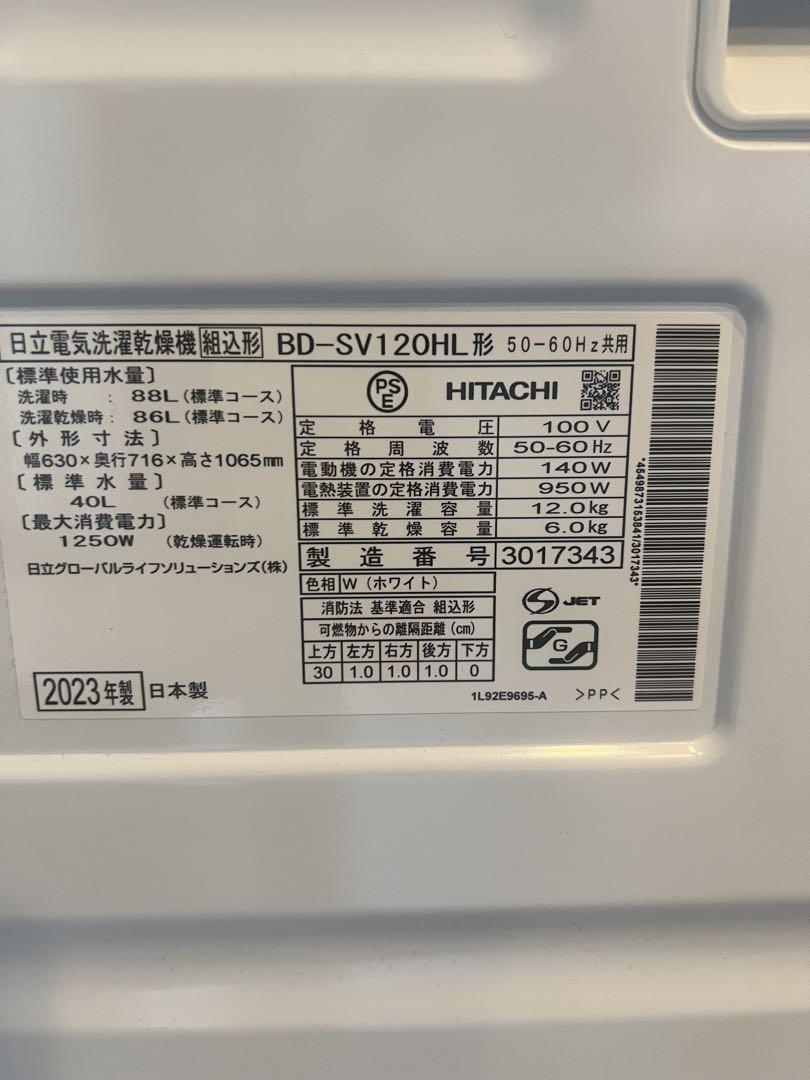 日立電気洗濯乾燥機 組込形 BD-SV120HL形 50-60Hz共用
〔標準使用水量〕
洗濯時 : 88L(標準コース)
洗濯乾燥時: 86L(標準コース)
〔外形寸法〕
幅630×奥行716×高さ1065mm
〔標準水量〕
40L (標準コース)
〔最大消費電力〕
1250W (乾燥運転時)
日立グローバルライフソリューションズ(株)
2023年製 日本製
PSE HITACHI
定格電圧 100V
定格周波数 50-60Hz
電動機の定格消費電力 140W
電熱装置の定格消費電力 950W
標準洗濯容量 12.0kg
標準乾燥容量 6.0kg
製造番号 3017343
色相 W(ホワイト)
消防法 基準適合 組込形
可燃物からの離隔距離(cm)
上方 左方 右方 後方 下方
30 1.0 1.0 1.0 0
S JET
G
1L92E9695-A >PP<
*4549873153841/3017343*